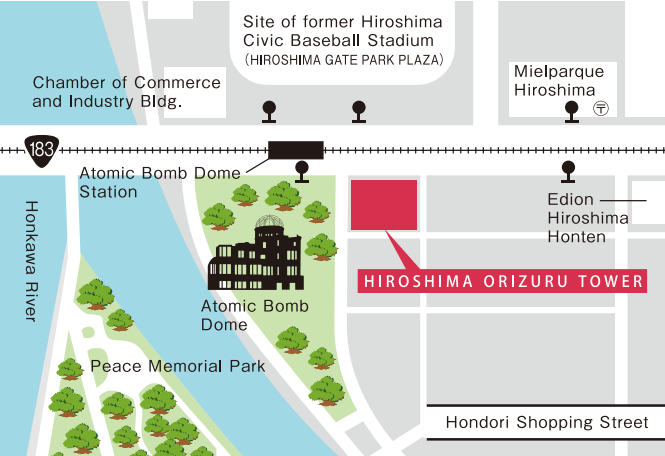 Site of former Hiroshima
Civic Baseball Stadium
(HIROSHIMA GATE PARK PLAZA)
Chamber of Commerce
and Industry Bldg.
Mielparque
Hiroshima
〒
183
Atomic Bomb Dome
Station
Honkawa River
Edion
Hiroshima
Honten
HIROSHIMA ORIZURU TOWER
Atomic Bomb
Dome
Peace Memorial Park
Hondori Shopping Street